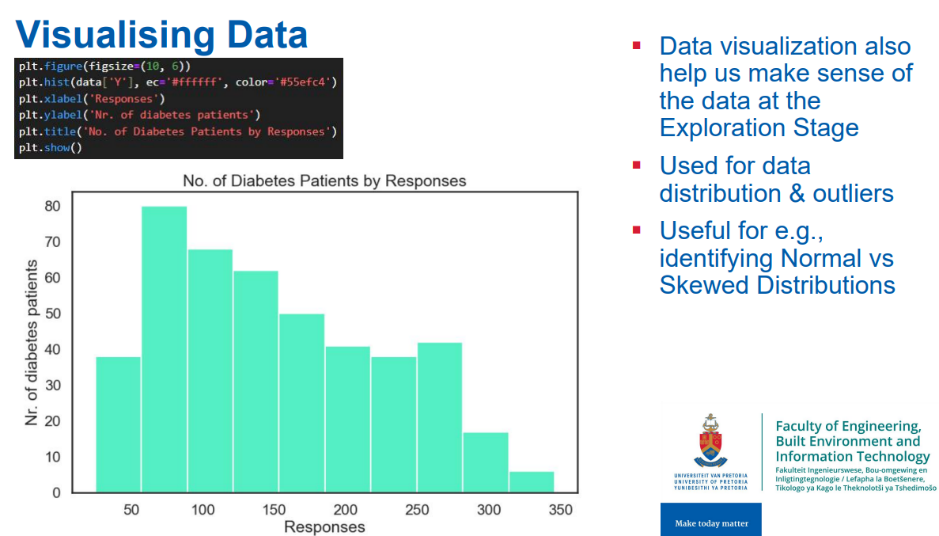 Visualising Data
plt.figure(figsize=(10, 6))
plt.hist(data['Y'], ec='#ffffff', color='#55efc4')
plt.xlabel('Responses')
plt.ylabel('Nr. of diabetes patients')
plt.title('No. of Diabetes Patients by Responses')
plt.show()
No. of Diabetes Patients by Responses
80
70
60
50
40
30
20
10
0
Nr. of diabetes patients
50 100 150 200 250 300 350
Responses
Data visualization also
help us make sense of
the data at the
Exploration Stage
Used for data
distribution & outliers
Useful for e.g.,
identifying Normal vs
Skewed Distributions
UNIVERSITEIT VAN PRETORIA
UNIVERSITY OF PRETORIA
YUNIBESITHI YA PRETORIA
Faculty of Engineering,
Built Environment and
Information Technology
Fakulteit Ingenieurswese, Bou-omgewing en
Inligtingtegnologie / Lefapha la Boetšenere,
Tikologo ya Kago le Theknolotši ya Tshedimošo
Make today matter